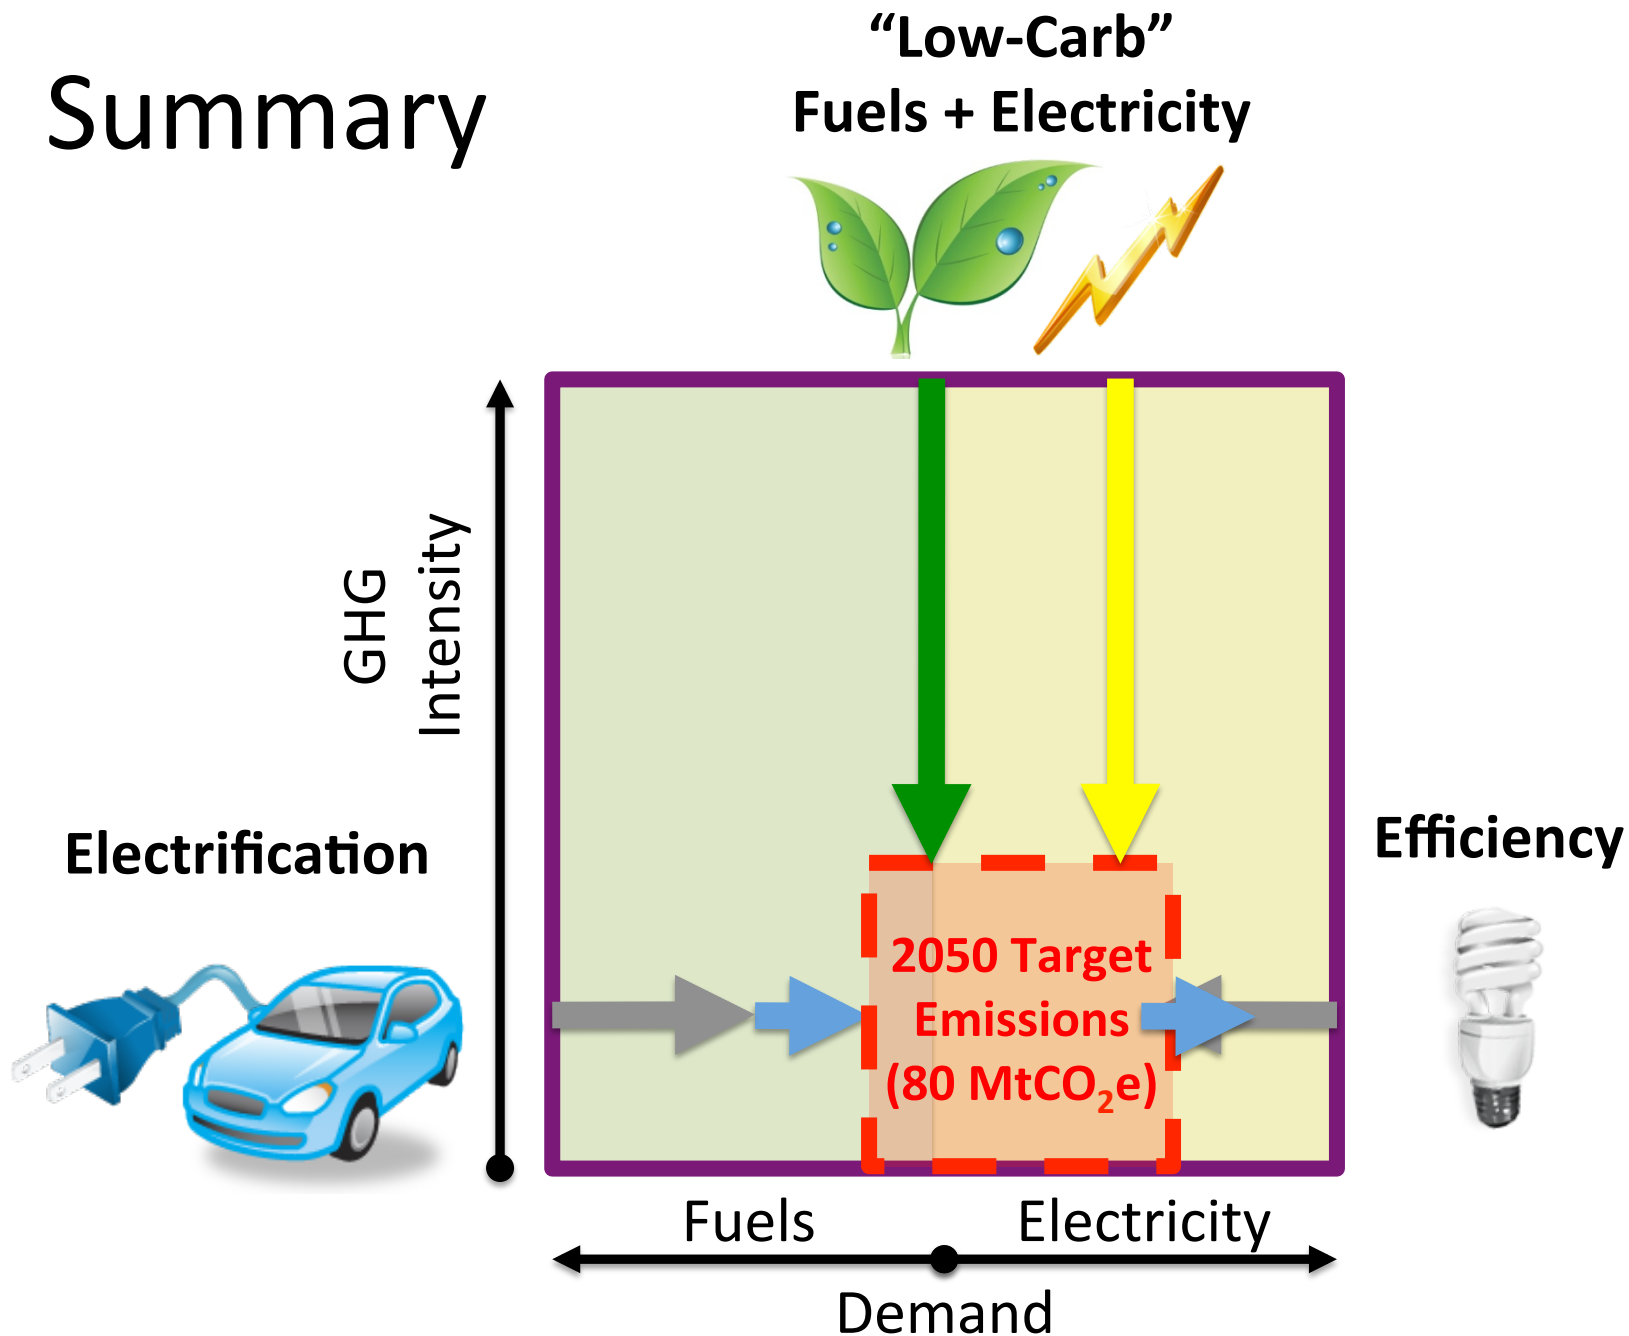 Summary
“Low-Carb”
Fuels + Electricity
GHG
Intensity
Electrification
Efficiency
2050 Target
Emissions
(80 MtCO₂e)
Fuels
Electricity
Demand